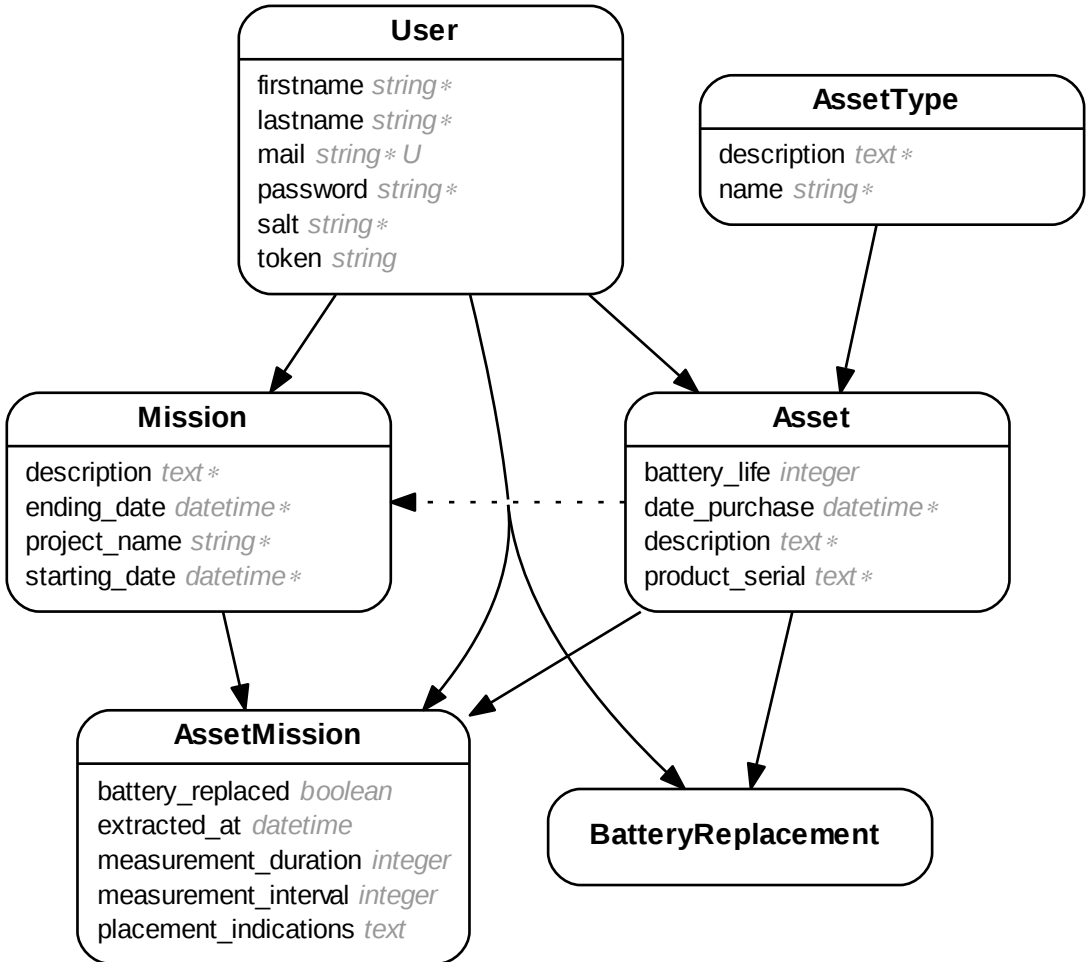 User
firstname string∗
lastname string∗
mail string∗ U
password string∗
salt string∗
token string
AssetType
description text∗
name string∗
Mission
description text∗
ending_date datetime∗
project_name string∗
starting_date datetime∗
Asset
battery_life integer
date_purchase datetime∗
description text∗
product_serial text∗
AssetMission
battery_replaced boolean
extracted_at datetime
measurement_duration integer
measurement_interval integer
placement_indications text
BatteryReplacement